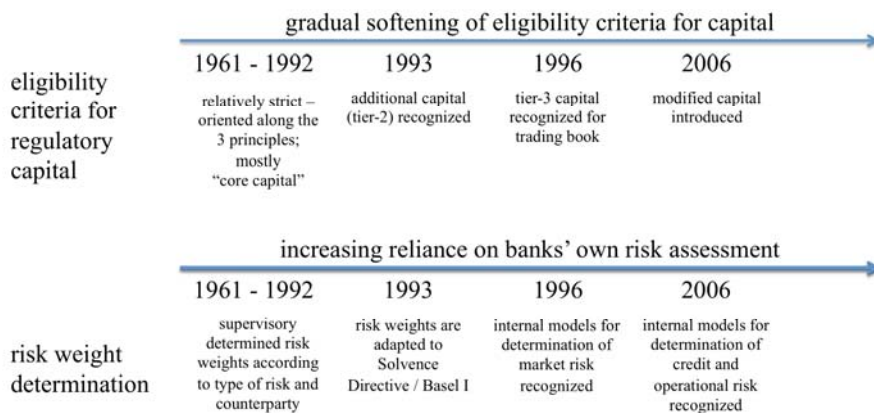 gradual softening of eligibility criteria for capital
eligibility
criteria for
regulatory
capital
1961 - 1992
relatively strict –
oriented along the
3 principles;
mostly
“core capital”
1993
additional capital
(tier-2) recognized
1996
tier-3 capital
recognized for
trading book
2006
modified capital
introduced
increasing reliance on banks’ own risk assessment
risk weight
determination
1961 - 1992
supervisory
determined risk
weights according
to type of risk and
counterparty
1993
risk weights are
adapted to
Solvence
Directive / Basel I
1996
internal models for
determination of
market risk
recognized
2006
internal models for
determination of
credit and
operational risk
recognized